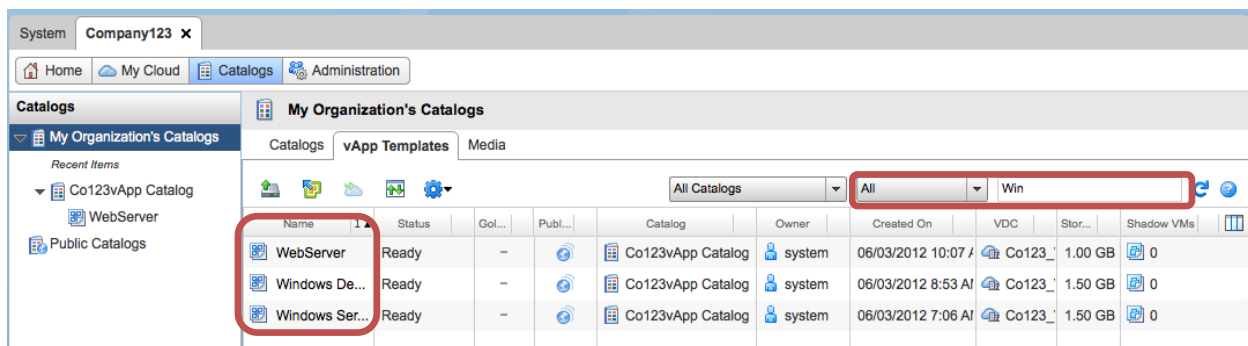 System Company123 x
Home My Cloud Catalogs Administration
Catalogs My Organization's Catalogs
My Organization's Catalogs Catalogs vApp Templates Media
Recent Items
Co123vApp Catalog All Catalogs All Win
WebServer Name 1 Status Gol... Publ... Catalog Owner Created On VDC Stor... Shadow VMs
Public Catalogs WebServer Ready – Co123vApp Catalog system 06/03/2012 10:07 Co123_ 1.00 GB 0
Windows De... Ready – Co123vApp Catalog system 06/03/2012 8:53 Co123_ 1.50 GB 0
Windows Ser... Ready – Co123vApp Catalog system 06/03/2012 7:06 Co123_ 1.50 GB 0